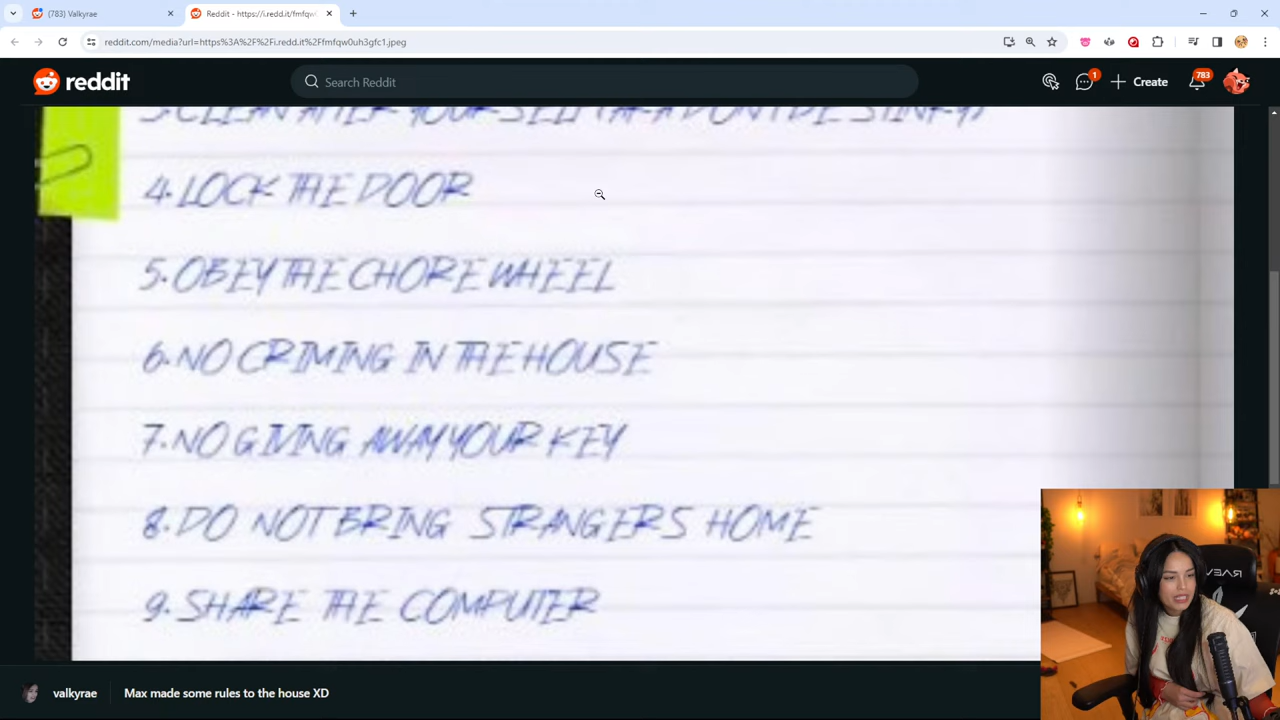 (783) Valkyrae
Reddit - https://i.redd.it/fmfqw
reddit.com/media?url=https%3A%2F%2Fi.redd.it%2Ffmfqw0uh3gfc1.jpeg
reddit
Search Reddit
1
Create
783
4. LOCK THE DOOR
5. OBEY THE CHORE WHEEL
6. NO CRIMING IN THE HOUSE
7. NO GIVING AWAY YOUR KEY
8. DO NOT BRING STRNGERS HOME
9. SHARE THE COMPUTER
valkyrae
Max made some rules to the house XD